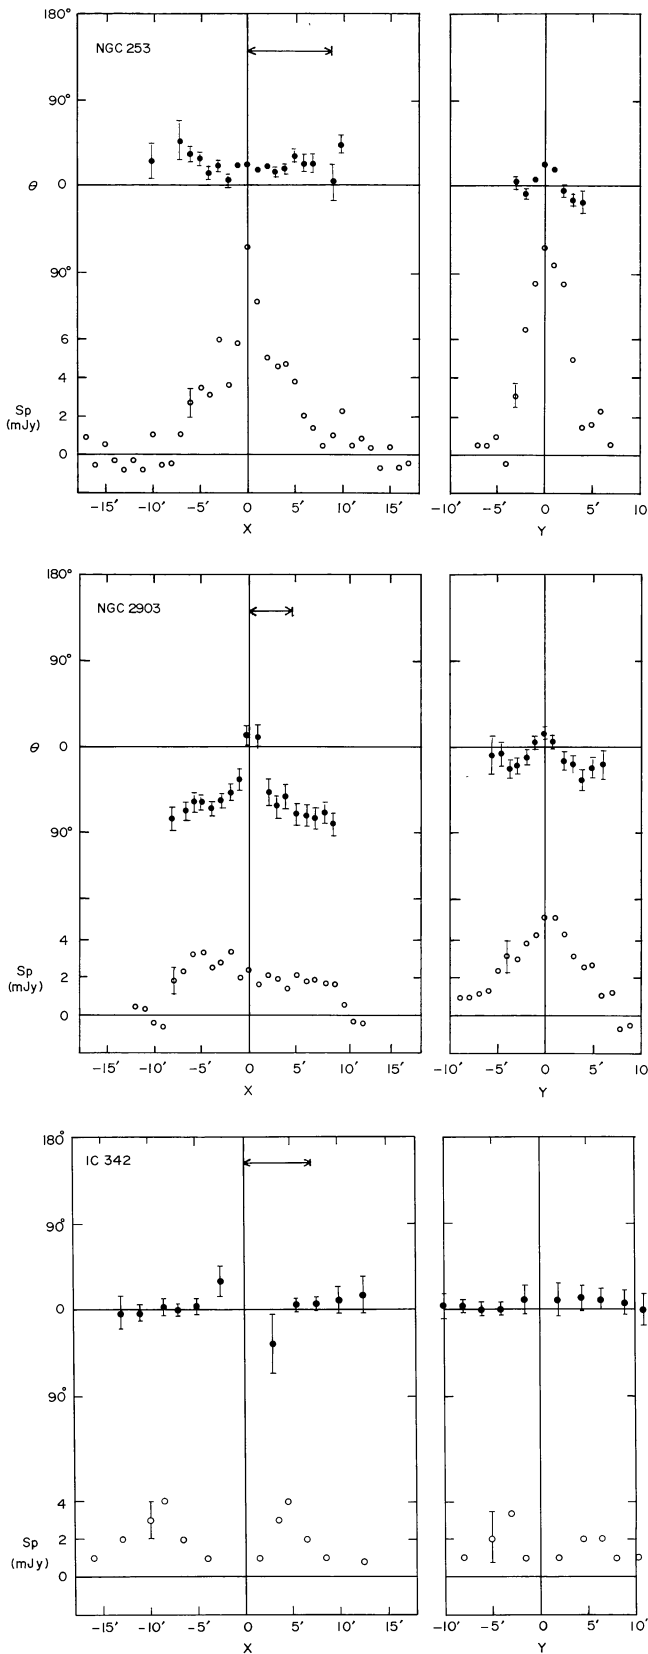 180°
NGC 253
90°
θ 0
90°
6
4
Sp
(mJy)
2
0
-15' -10' -5' 0 5' 10' 15'
X
-10' -5' 0 5' 10'
Y
180°
NGC 2903
90°
θ 0
90°
4
Sp
(mJy)
2
0
-15' -10' -5' 0 5' 10' 15'
X
-10' -5' 0 5' 10
Y
180°
IC 342
90°
θ 0
90°
4
2
Sp
(mJy)
0
-15' -10' -5' 0 5' 10' 15'
X
-10' -5' 0 5' 10'
Y